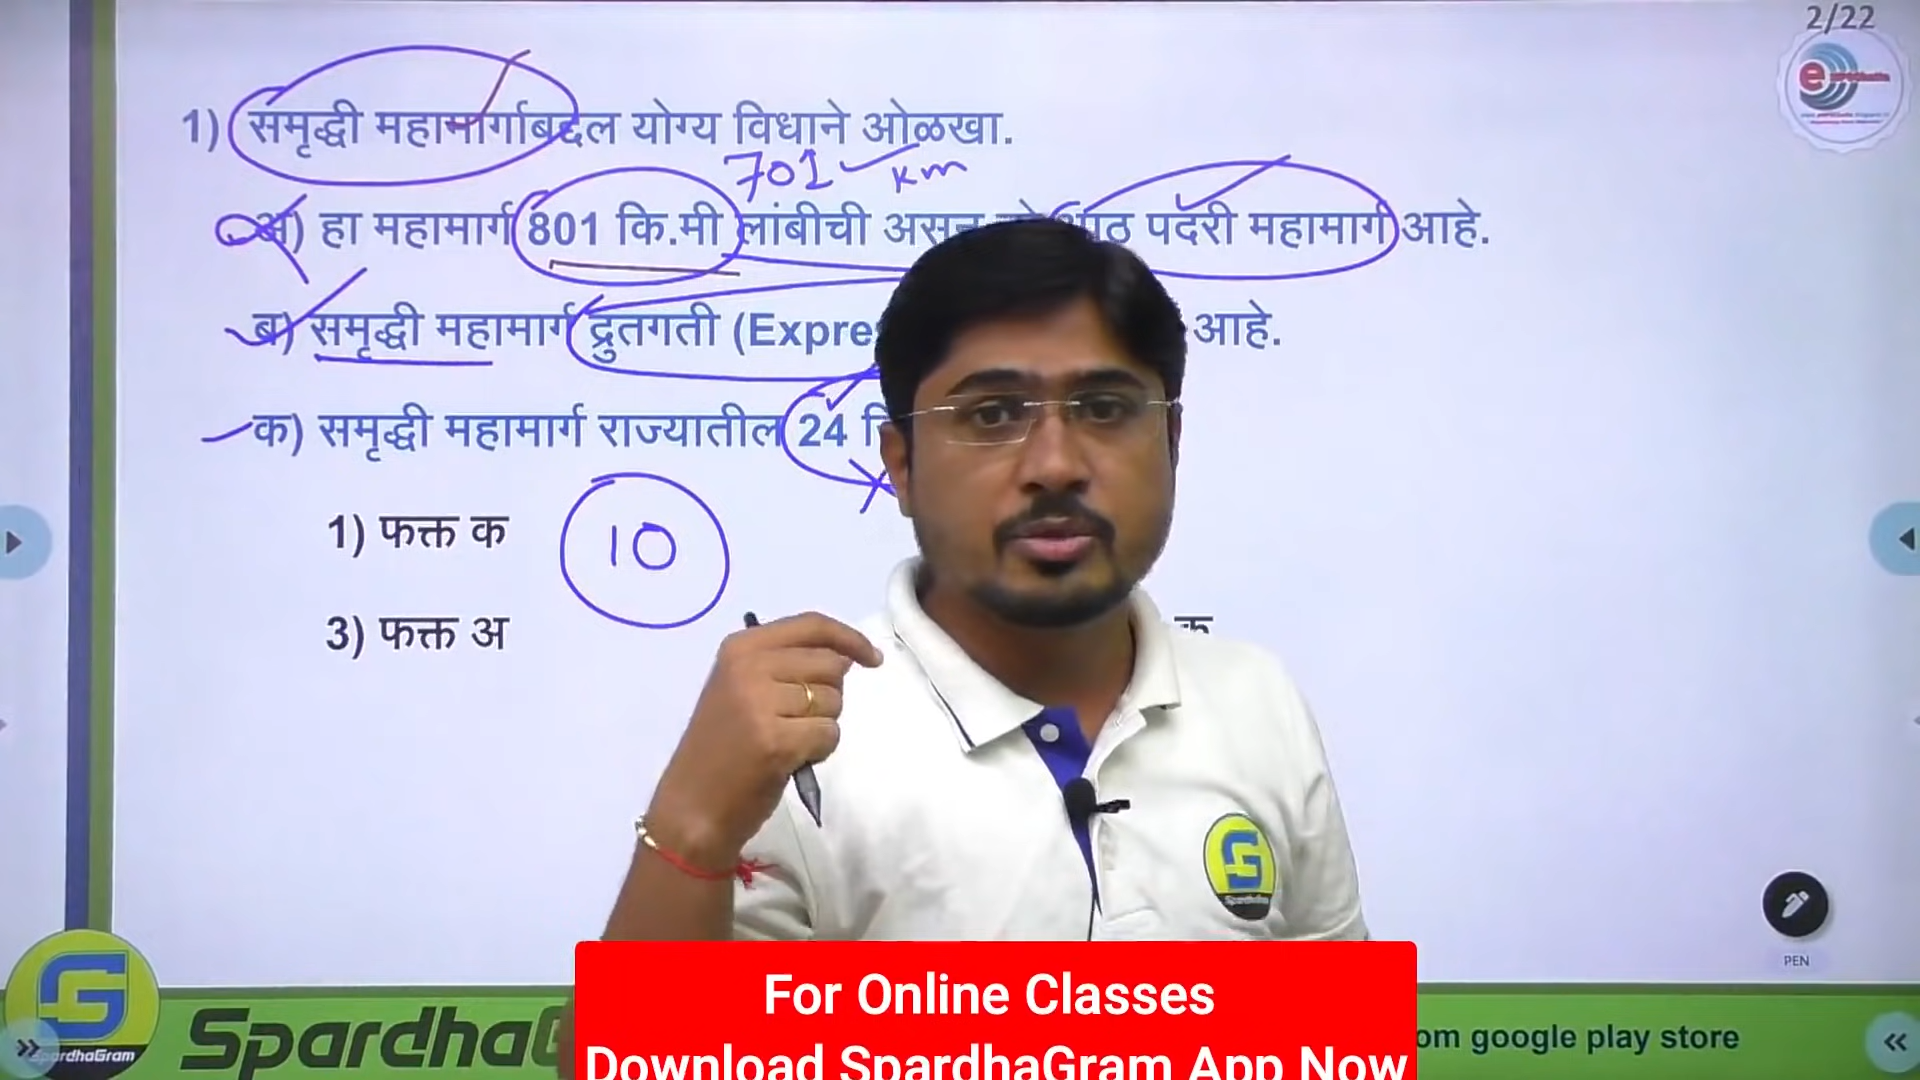 2/22
1) समृद्धी महामार्गाबद्दल योग्य विधाने ओळखा.
701 km
अ) हा महामार्ग 801 कि.मी लांबीची असून पदरी महामार्ग आहे.
ब) समृद्धी महामार्ग द्रुतगती (Expre आहे.
क) समृद्धी महामार्ग राज्यातील 24
1) फक्त क
10
3) फक्त अ
क
SpardhaGram
PEN
SpardhaG
om google play store
For Online Classes
Download SpardhaGram App Now